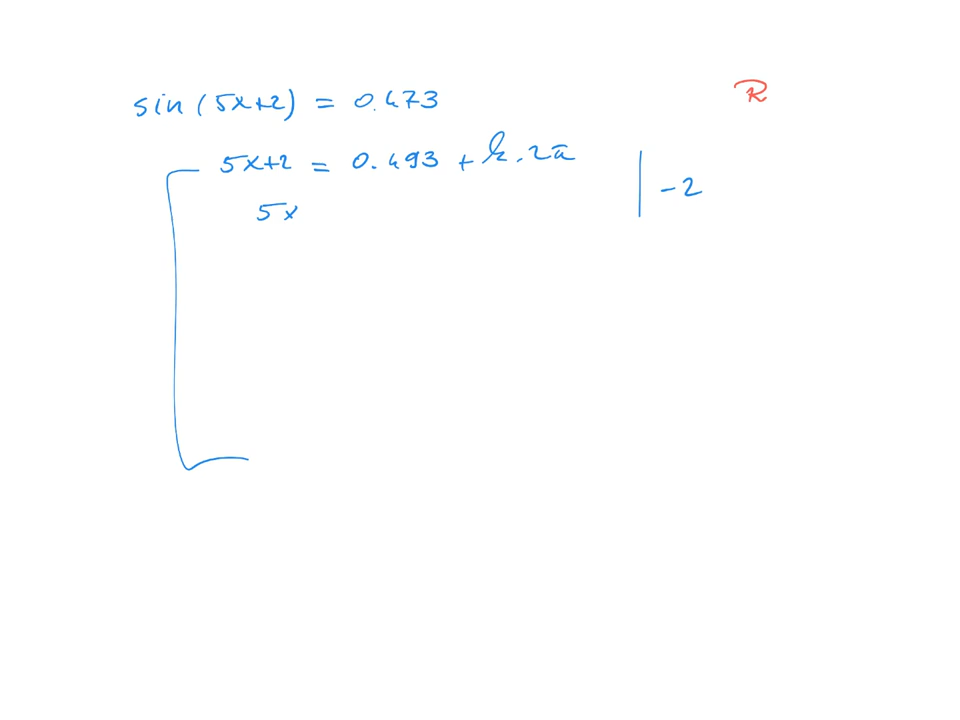 sin(5x+2) = 0.473
R
5x+2 = 0.493 + k.2π
| -2
5x